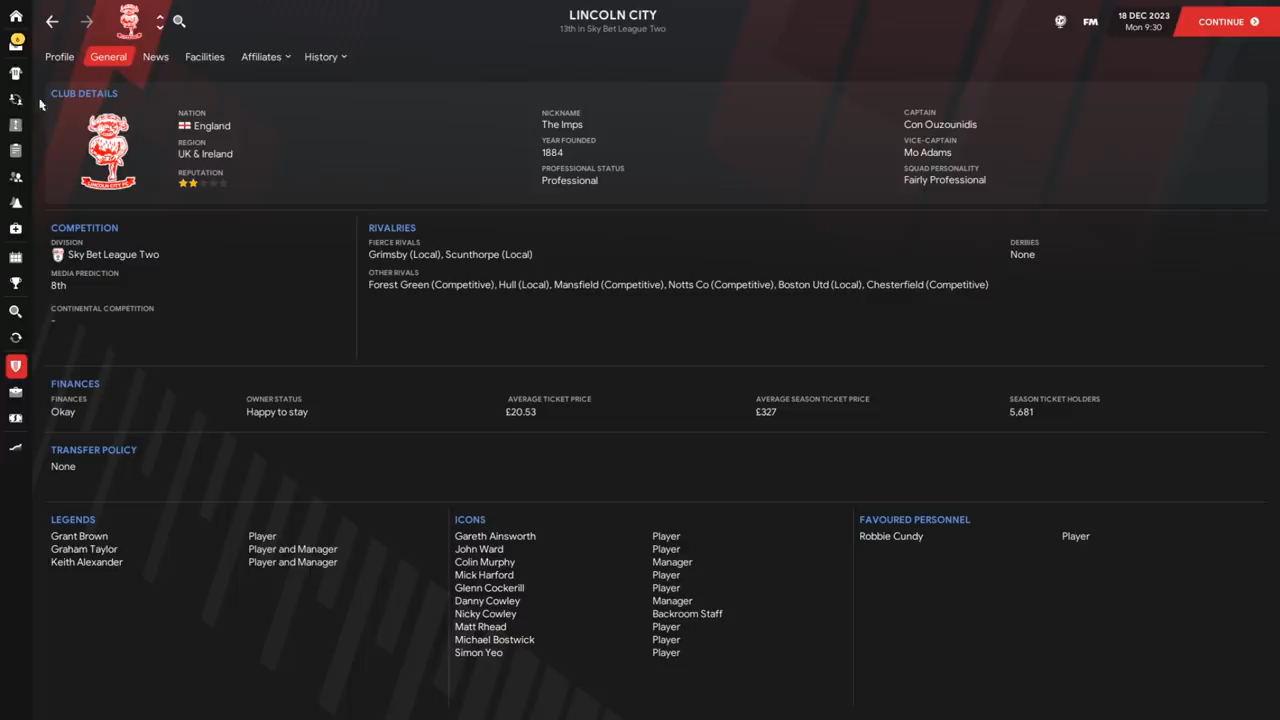 LINCOLN CITY
13th in Sky Bet League Two
FM
18 DEC 2023
Mon 9:30
CONTINUE
6
Profile
General
News
Facilities
Affiliates
History
CLUB DETAILS
LINCOLN CITY FC
NATION
England
REGION
UK & Ireland
REPUTATION
NICKNAME
The Imps
YEAR FOUNDED
1884
PROFESSIONAL STATUS
Professional
CAPTAIN
Con Ouzounidis
VICE-CAPTAIN
Mo Adams
SQUAD PERSONALITY
Fairly Professional
COMPETITION
DIVISION
Sky Bet League Two
MEDIA PREDICTION
8th
CONTINENTAL COMPETITION
-
RIVALRIES
FIERCE RIVALS
Grimsby (Local), Scunthorpe (Local)
OTHER RIVALS
Forest Green (Competitive), Hull (Local), Mansfield (Competitive), Notts Co (Competitive), Boston Utd (Local), Chesterfield (Competitive)
DERBIES
None
FINANCES
FINANCES
Okay
OWNER STATUS
Happy to stay
AVERAGE TICKET PRICE
£20.53
AVERAGE SEASON TICKET PRICE
£327
SEASON TICKET HOLDERS
5,681
TRANSFER POLICY
None
LEGENDS
Grant Brown Player
Graham Taylor Player and Manager
Keith Alexander Player and Manager
ICONS
Gareth Ainsworth Player
John Ward Player
Colin Murphy Manager
Mick Harford Player
Glenn Cockerill Player
Danny Cowley Manager
Nicky Cowley Backroom Staff
Matt Rhead Player
Michael Bostwick Player
Simon Yeo Player
FAVOURED PERSONNEL
Robbie Cundy Player